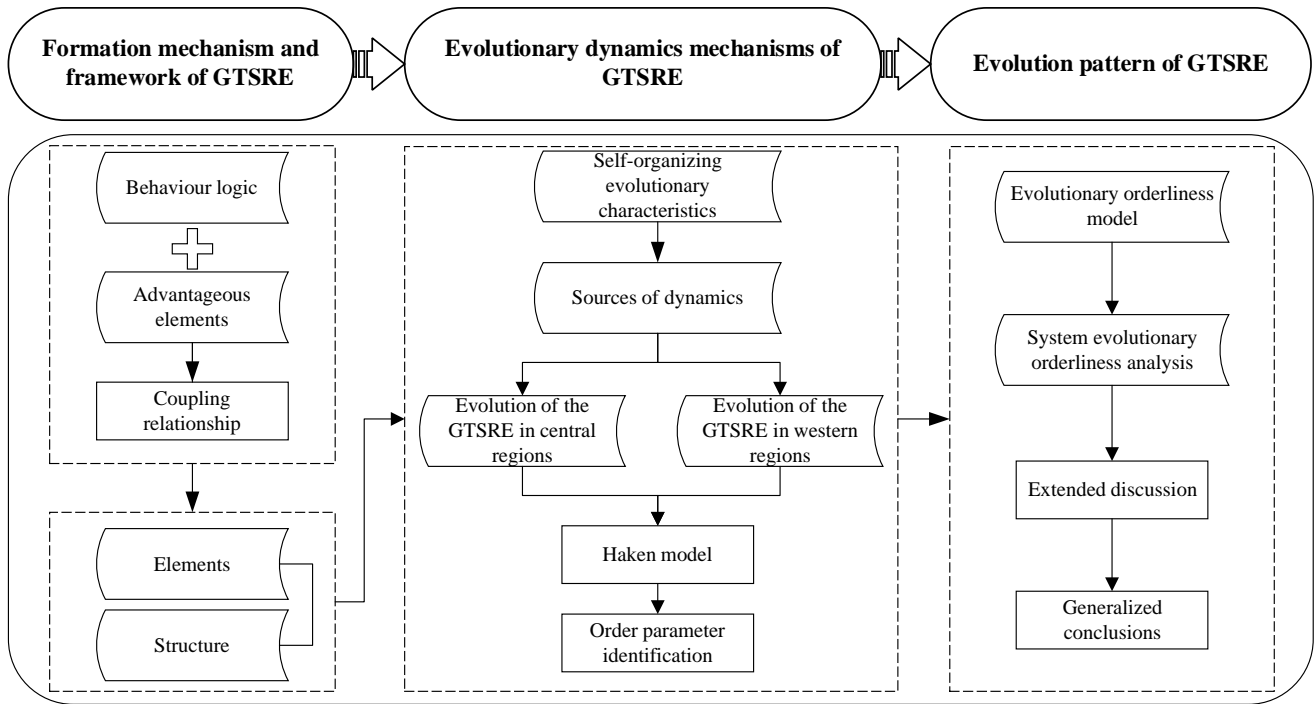 Formation mechanism and
framework of GTSRE
Evolutionary dynamics mechanisms of
GTSRE
Evolution pattern of GTSRE
Behaviour logic
Advantageous
elements
Coupling
relationship
Elements
Structure
Self-organizing
evolutionary
characteristics
Sources of dynamics
Evolution of the
GTSRE in central
regions
Evolution of the
GTSRE in western
regions
Haken model
Order parameter
identification
Evolutionary orderliness
model
System evolutionary
orderliness analysis
Extended discussion
Generalized
conclusions